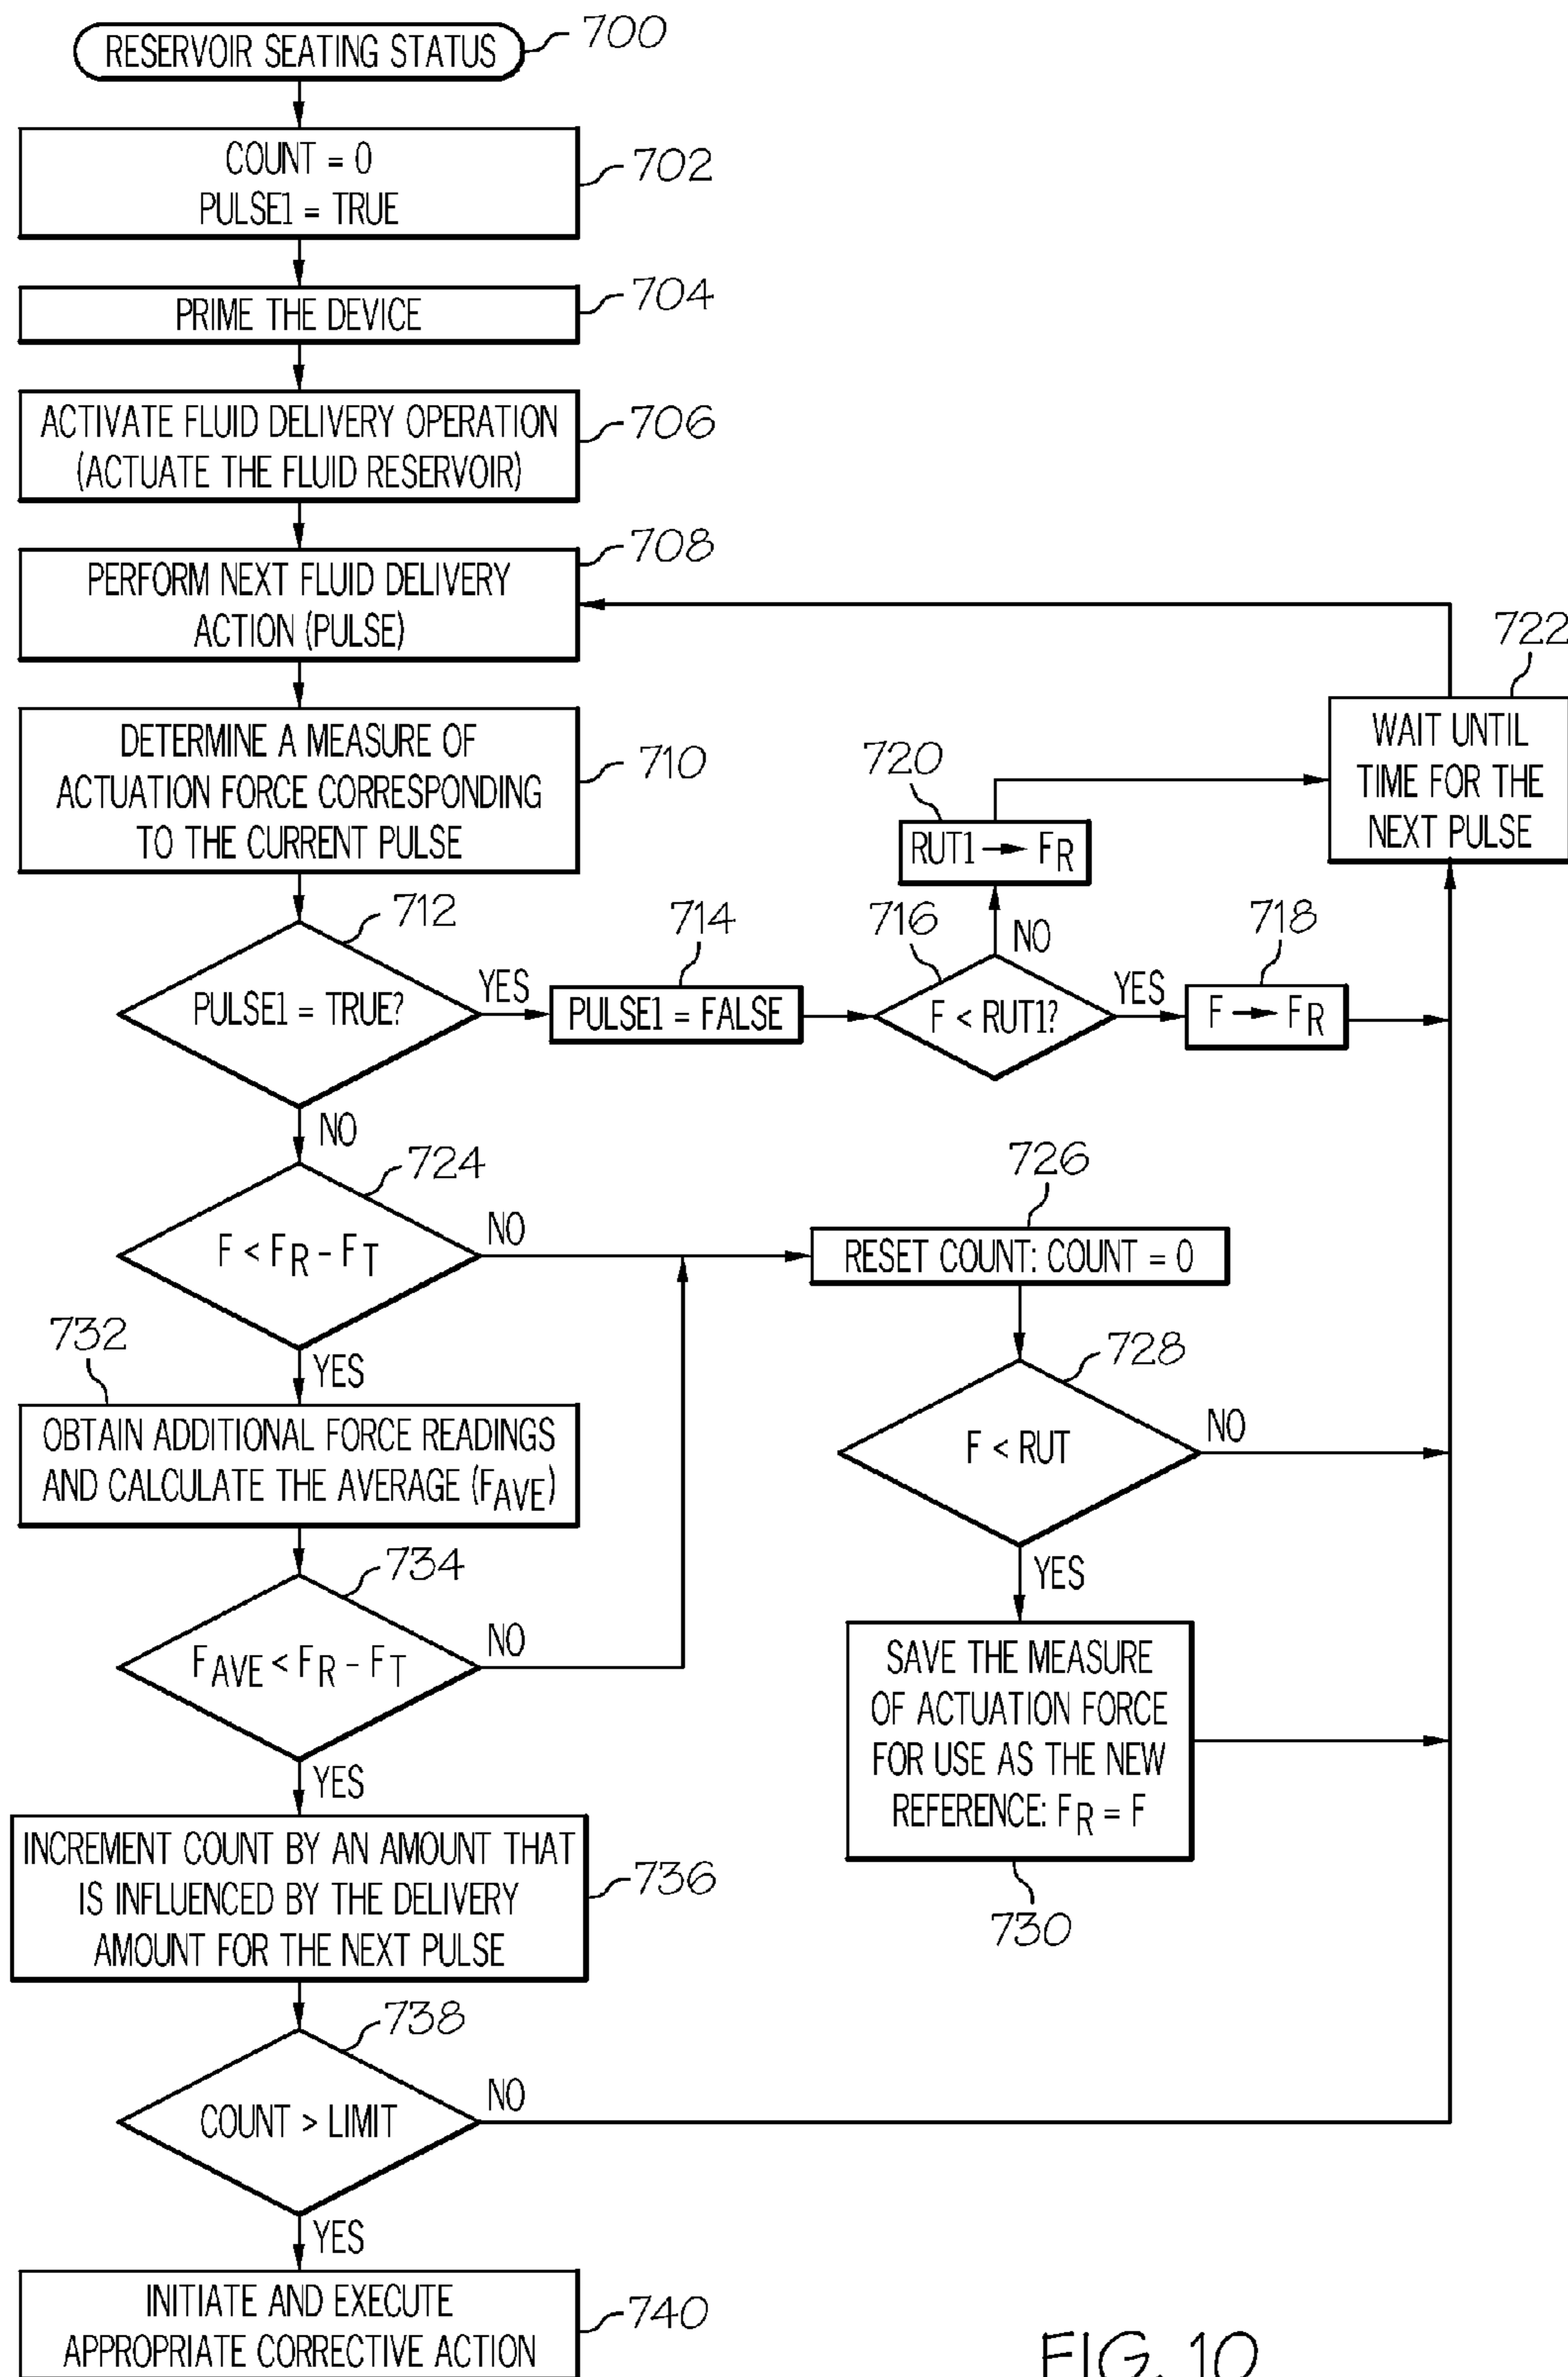 RESERVOIR SEATING STATUS
700
COUNT = 0
PULSE1 = TRUE
702
PRIME THE DEVICE
704
ACTIVATE FLUID DELIVERY OPERATION
(ACTUATE THE FLUID RESERVOIR)
706
PERFORM NEXT FLUID DELIVERY
ACTION (PULSE)
708
DETERMINE A MEASURE OF
ACTUATION FORCE CORRESPONDING
TO THE CURRENT PULSE
710
712
PULSE1 = TRUE?
YES
714
PULSE1 = FALSE
716
F < RUT1?
NO
720
RUT1 → FR
YES
718
F → FR
722
WAIT UNTIL
TIME FOR THE
NEXT PULSE
NO
724
F < FR - FT
NO
726
RESET COUNT: COUNT = 0
728
F < RUT
NO
YES
SAVE THE MEASURE
OF ACTUATION FORCE
FOR USE AS THE NEW
REFERENCE: FR = F
730
YES
732
OBTAIN ADDITIONAL FORCE READINGS
AND CALCULATE THE AVERAGE (FAVE)
734
FAVE < FR - FT
NO
YES
INCREMENT COUNT BY AN AMOUNT THAT
IS INFLUENCED BY THE DELIVERY
AMOUNT FOR THE NEXT PULSE
736
738
COUNT > LIMIT
NO
YES
INITIATE AND EXECUTE
APPROPRIATE CORRECTIVE ACTION
740
FIG. 10